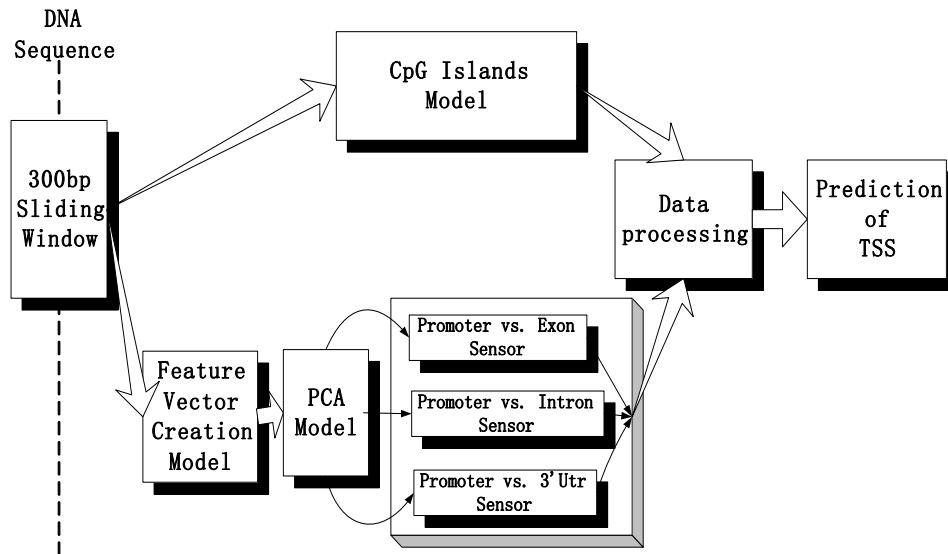 DNA
Sequence
300bp
Sliding
Window
CpG Islands
Model
Feature
Vector
Creation
Model
PCA
Model
Promoter vs. Exon
Sensor
Promoter vs. Intron
Sensor
Promoter vs. 3'Utr
Sensor
Data
processing
Prediction
of
TSS